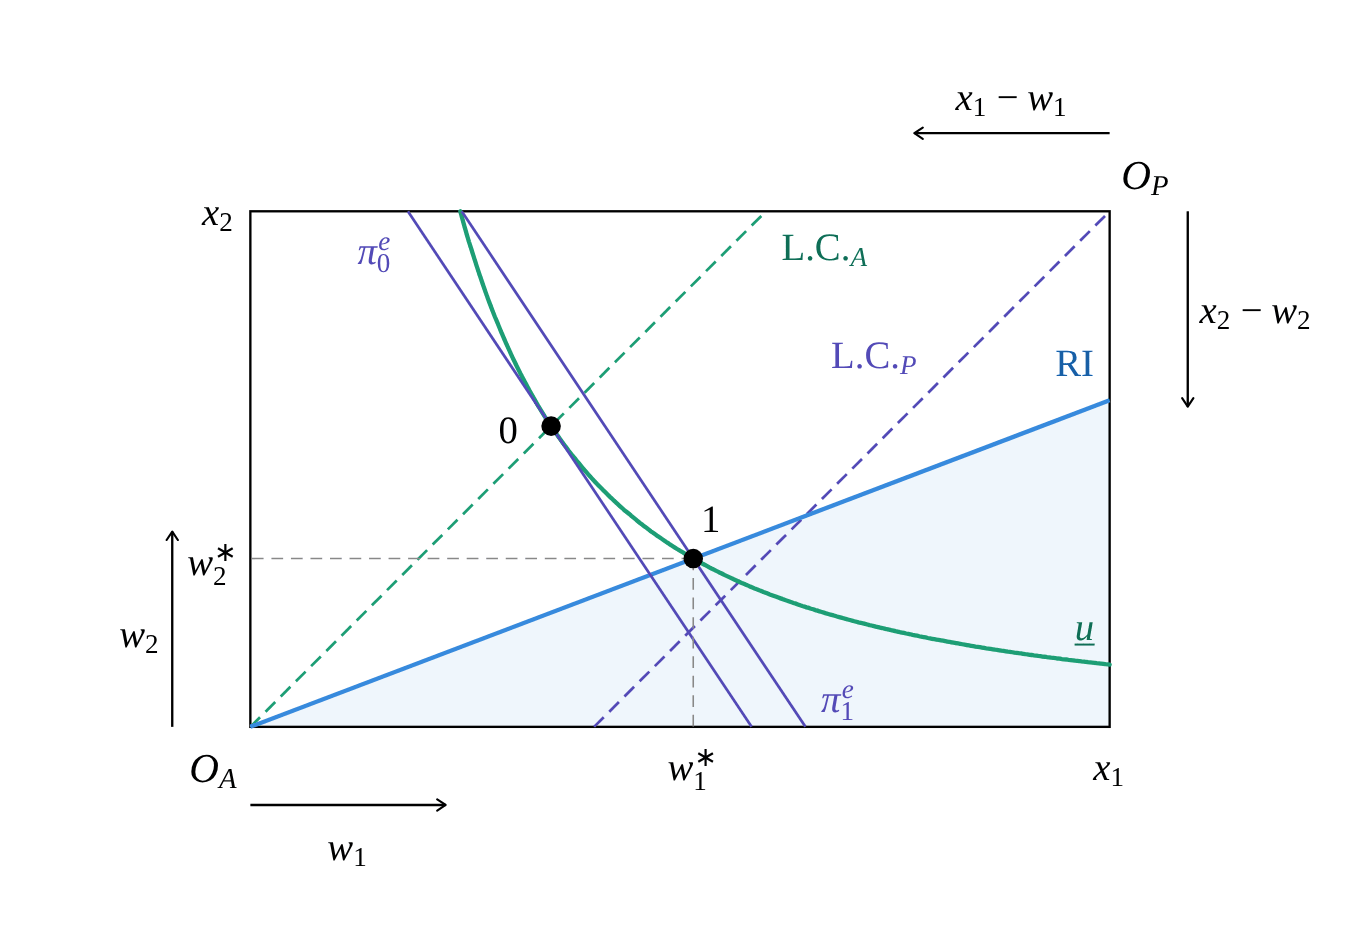 x₁ − w₁
O_P
x₂
π₀ᵉ
L.C._A
x₂ − w₂
L.C._P
RI
0
1
w₂*
w₂
u̲
π₁ᵉ
O_A
w₁*
x₁
w₁